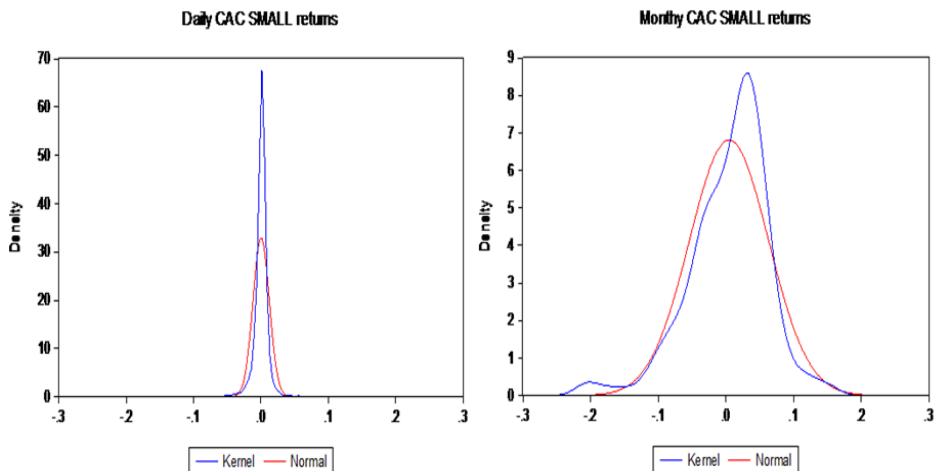 Daily CAC SMALL returns
70
60
50
40
30
20
10
0
Density
-.3 -.2 -.1 .0 .1 .2 .3
Kernel Normal
Monthy CAC SMALL returns
9
8
7
6
5
4
3
2
1
0
Density
-.3 -.2 -.1 .0 .1 .2 .3
Kernel Normal